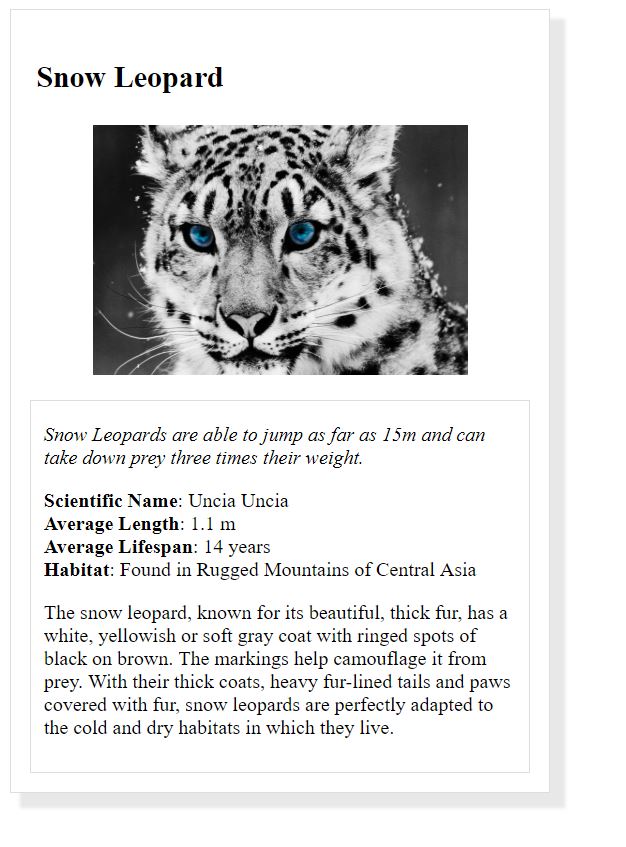 Snow Leopard
Snow Leopards are able to jump as far as 15m and can
take down prey three times their weight.
Scientific Name: Uncia Uncia
Average Length: 1.1 m
Average Lifespan: 14 years
Habitat: Found in Rugged Mountains of Central Asia
The snow leopard, known for its beautiful, thick fur, has a
white, yellowish or soft gray coat with ringed spots of
black on brown. The markings help camouflage it from
prey. With their thick coats, heavy fur-lined tails and paws
covered with fur, snow leopards are perfectly adapted to
the cold and dry habitats in which they live.